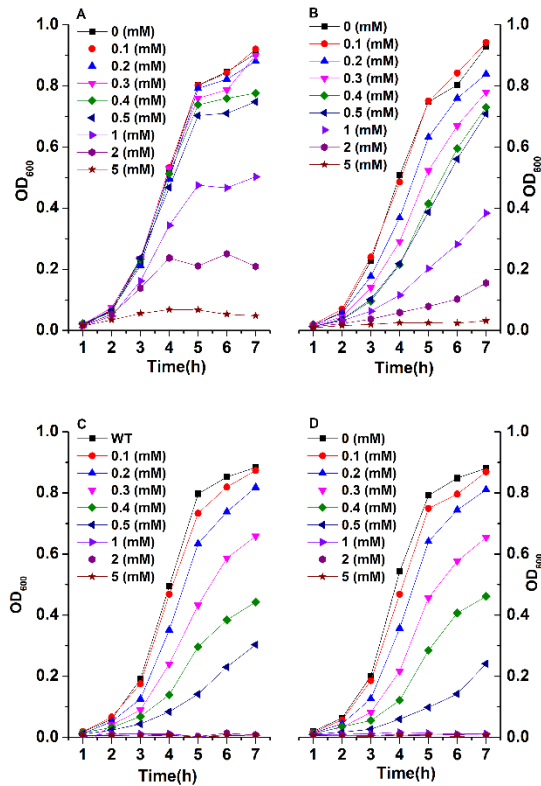 A
0 (mM)
0.1 (mM)
0.2 (mM)
0.3 (mM)
0.4 (mM)
0.5 (mM)
1 (mM)
2 (mM)
5 (mM)
1.0
0.8
0.6
0.4
0.2
0.0
OD600
1 2 3 4 5 6 7
Time(h)
B
0 (mM)
0.1 (mM)
0.2 (mM)
0.3 (mM)
0.4 (mM)
0.5 (mM)
1 (mM)
2 (mM)
5 (mM)
1.0
0.8
0.6
0.4
0.2
0.0
OD600
1 2 3 4 5 6 7
Time(h)
C
WT
0.1 (mM)
0.2 (mM)
0.3 (mM)
0.4 (mM)
0.5 (mM)
1 (mM)
2 (mM)
5 (mM)
1.0
0.8
0.6
0.4
0.2
0.0
OD600
1 2 3 4 5 6 7
Time(h)
D
0 (mM)
0.1 (mM)
0.2 (mM)
0.3 (mM)
0.4 (mM)
0.5 (mM)
1 (mM)
2 (mM)
5 (mM)
1.0
0.8
0.6
0.4
0.2
0.0
OD600
1 2 3 4 5 6 7
Time(h)